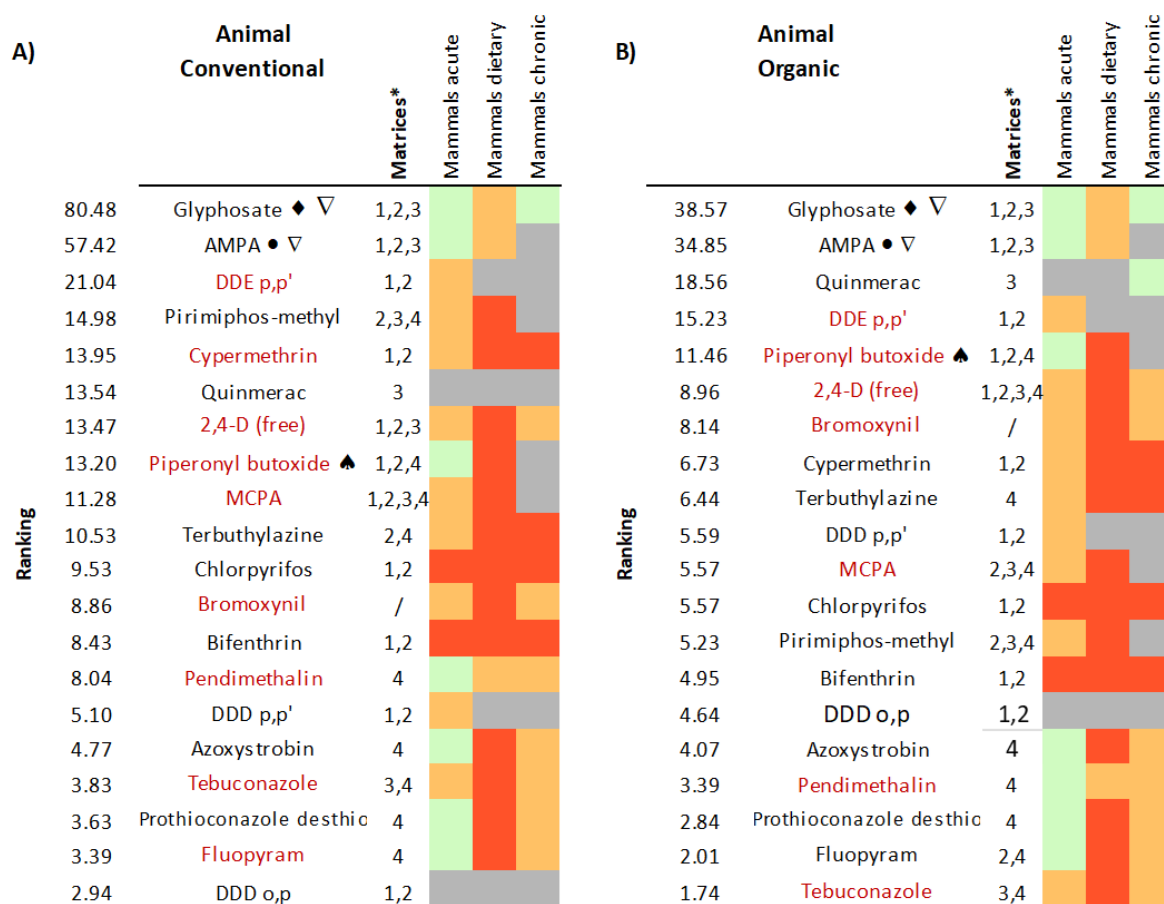 A)
Animal
Conventional
Matrices*
Mammals acute
Mammals dietary
Mammals chronic
Ranking
80.48 Glyphosate ♦ ∇ 1,2,3
57.42 AMPA ● ∇ 1,2,3
21.04 DDE p,p' 1,2
14.98 Pirimiphos-methyl 2,3,4
13.95 Cypermethrin 1,2
13.54 Quinmerac 3
13.47 2,4-D (free) 1,2,3
13.20 Piperonyl butoxide ♠ 1,2,4
11.28 MCPA 1,2,3,4
10.53 Terbuthylazine 2,4
9.53 Chlorpyrifos 1,2
8.86 Bromoxynil /
8.43 Bifenthrin 1,2
8.04 Pendimethalin 4
5.10 DDD p,p' 1,2
4.77 Azoxystrobin 4
3.83 Tebuconazole 3,4
3.63 Prothioconazole desthio 4
3.39 Fluopyram 4
2.94 DDD o,p 1,2
B)
Animal
Organic
Matrices*
Mammals acute
Mammals dietary
Mammals chronic
Ranking
38.57 Glyphosate ♦ ∇ 1,2,3
34.85 AMPA ● ∇ 1,2,3
18.56 Quinmerac 3
15.23 DDE p,p' 1,2
11.46 Piperonyl butoxide ♠ 1,2,4
8.96 2,4-D (free) 1,2,3,4
8.14 Bromoxynil /
6.73 Cypermethrin 1,2
6.44 Terbuthylazine 4
5.59 DDD p,p' 1,2
5.57 MCPA 2,3,4
5.57 Chlorpyrifos 1,2
5.23 Pirimiphos-methyl 2,3,4
4.95 Bifenthrin 1,2
4.64 DDD o,p 1,2
4.07 Azoxystrobin 4
3.39 Pendimethalin 4
2.84 Prothioconazole desthio 4
2.01 Fluopyram 2,4
1.74 Tebuconazole 3,4